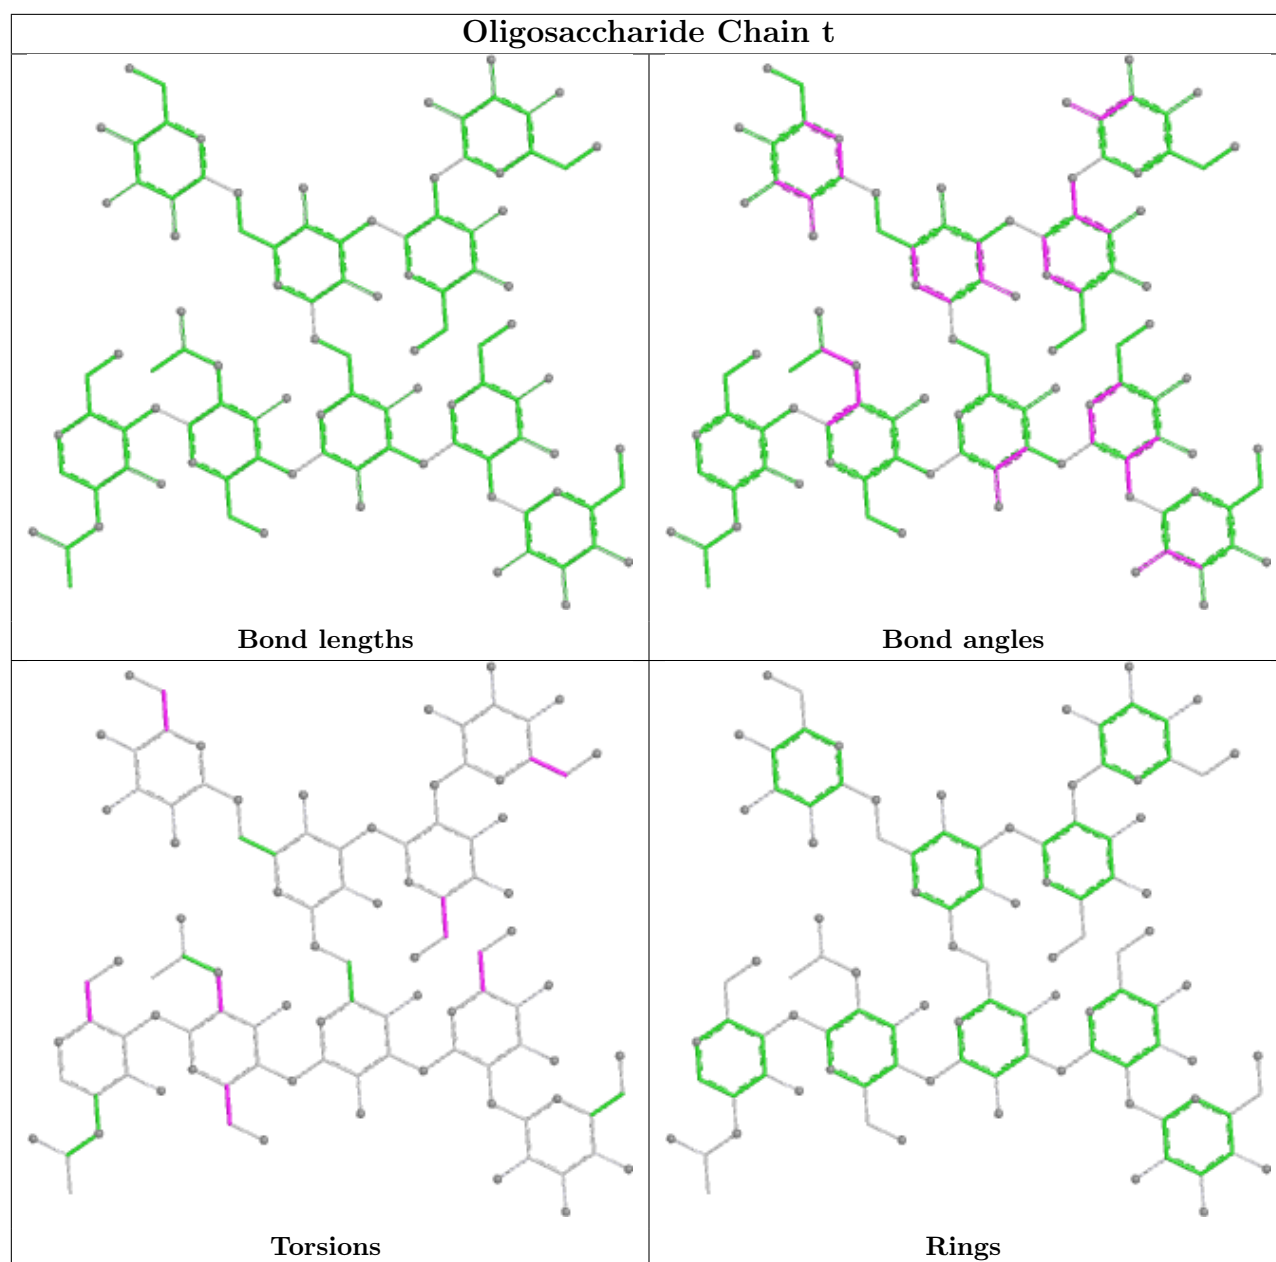 Oligosaccharide Chain t
Bond lengths
Bond angles
Torsions
Rings